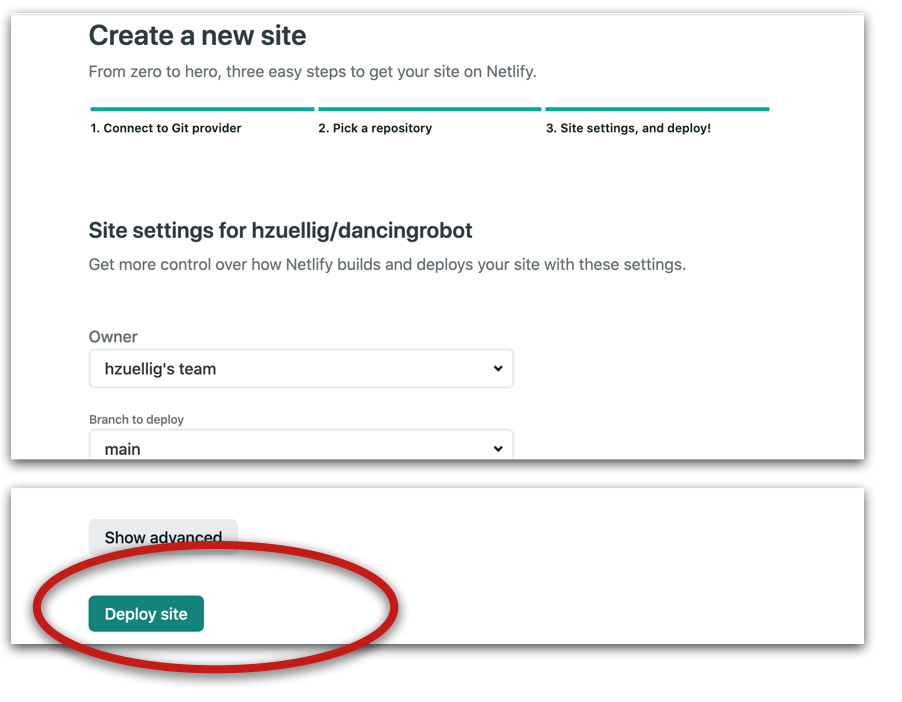 Create a new site
From zero to hero, three easy steps to get your site on Netlify.
1. Connect to Git provider
2. Pick a repository
3. Site settings, and deploy!
Site settings for hzuellig/dancingrobot
Get more control over how Netlify builds and deploys your site with these settings.
Owner
hzuellig's team
Branch to deploy
main
Show advanced
Deploy site